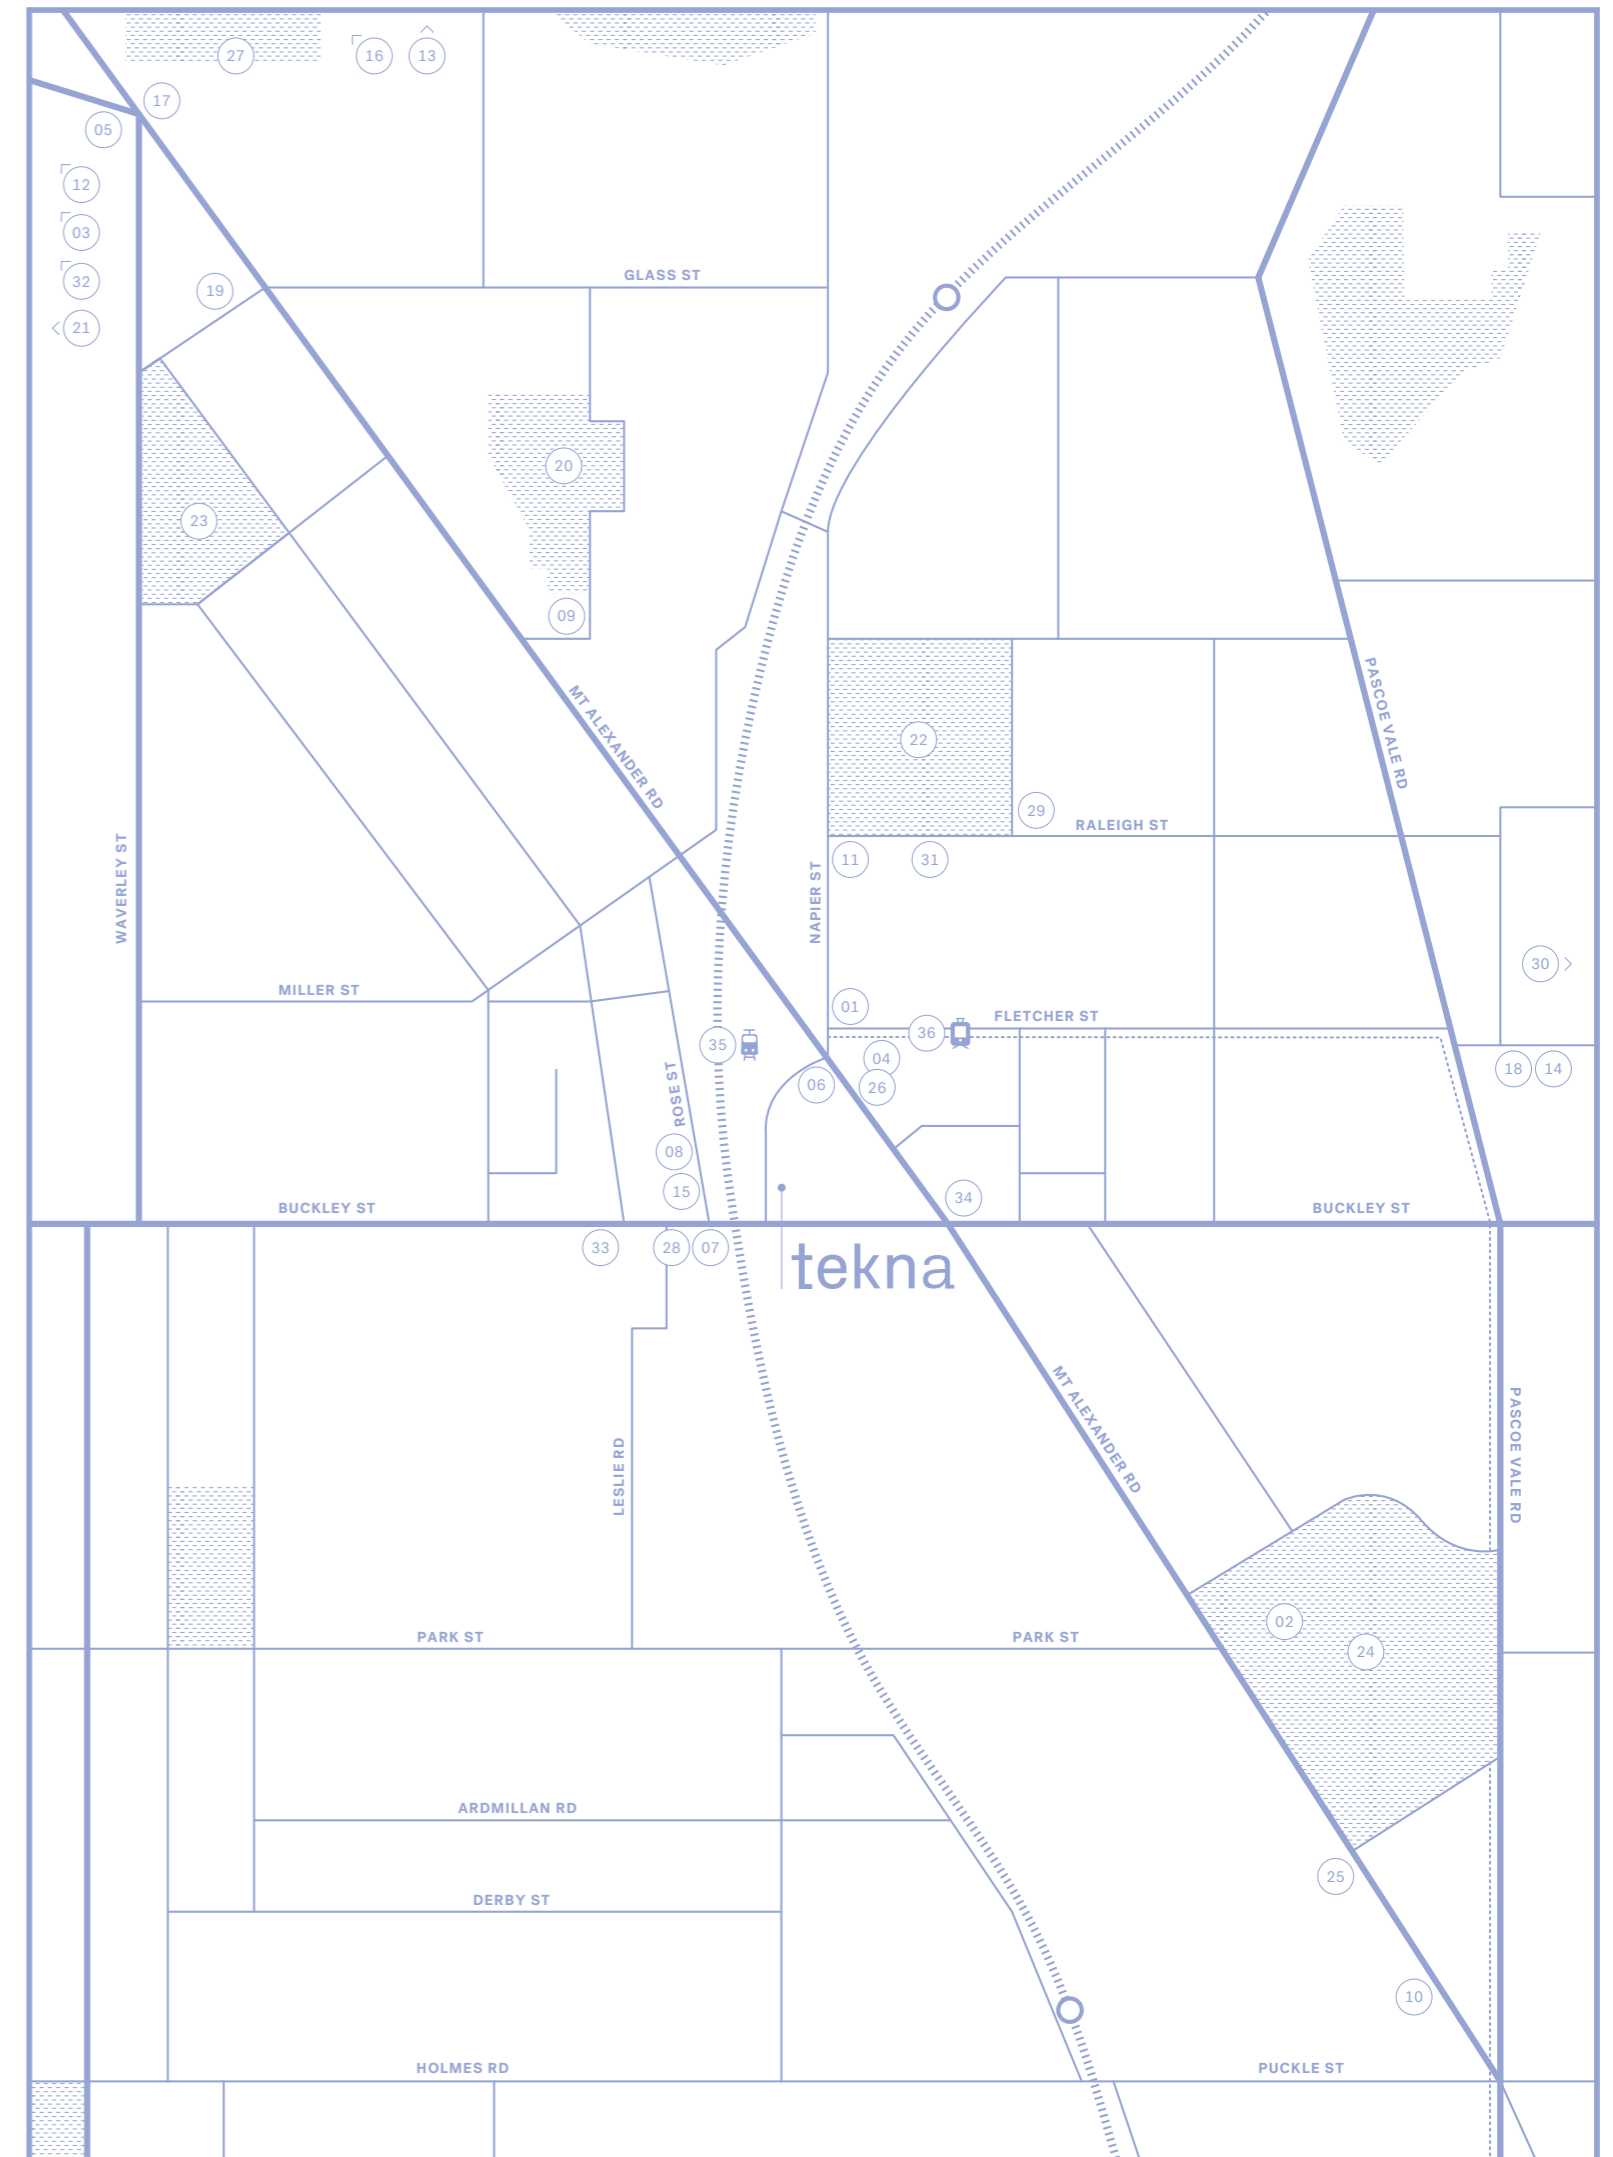 27
16
13
17
05
12
03
32
21
19
GLASS ST
20
23
09
MT ALEXANDER RD
PASCOE VALE RD
22
29
RALEIGH ST
11
31
WAVERLEY ST
NAPIER ST
30
MILLER ST
01
FLETCHER ST
36
35
04
26
06
18
14
ROSE ST
08
15
34
BUCKLEY ST
BUCKLEY ST
33
28
07
tekna
MT ALEXANDER RD
PASCOE VALE RD
LESLIE RD
02
24
PARK ST
PARK ST
ARDMILLAN RD
25
DERBY ST
10
HOLMES RD
PUCKLE ST